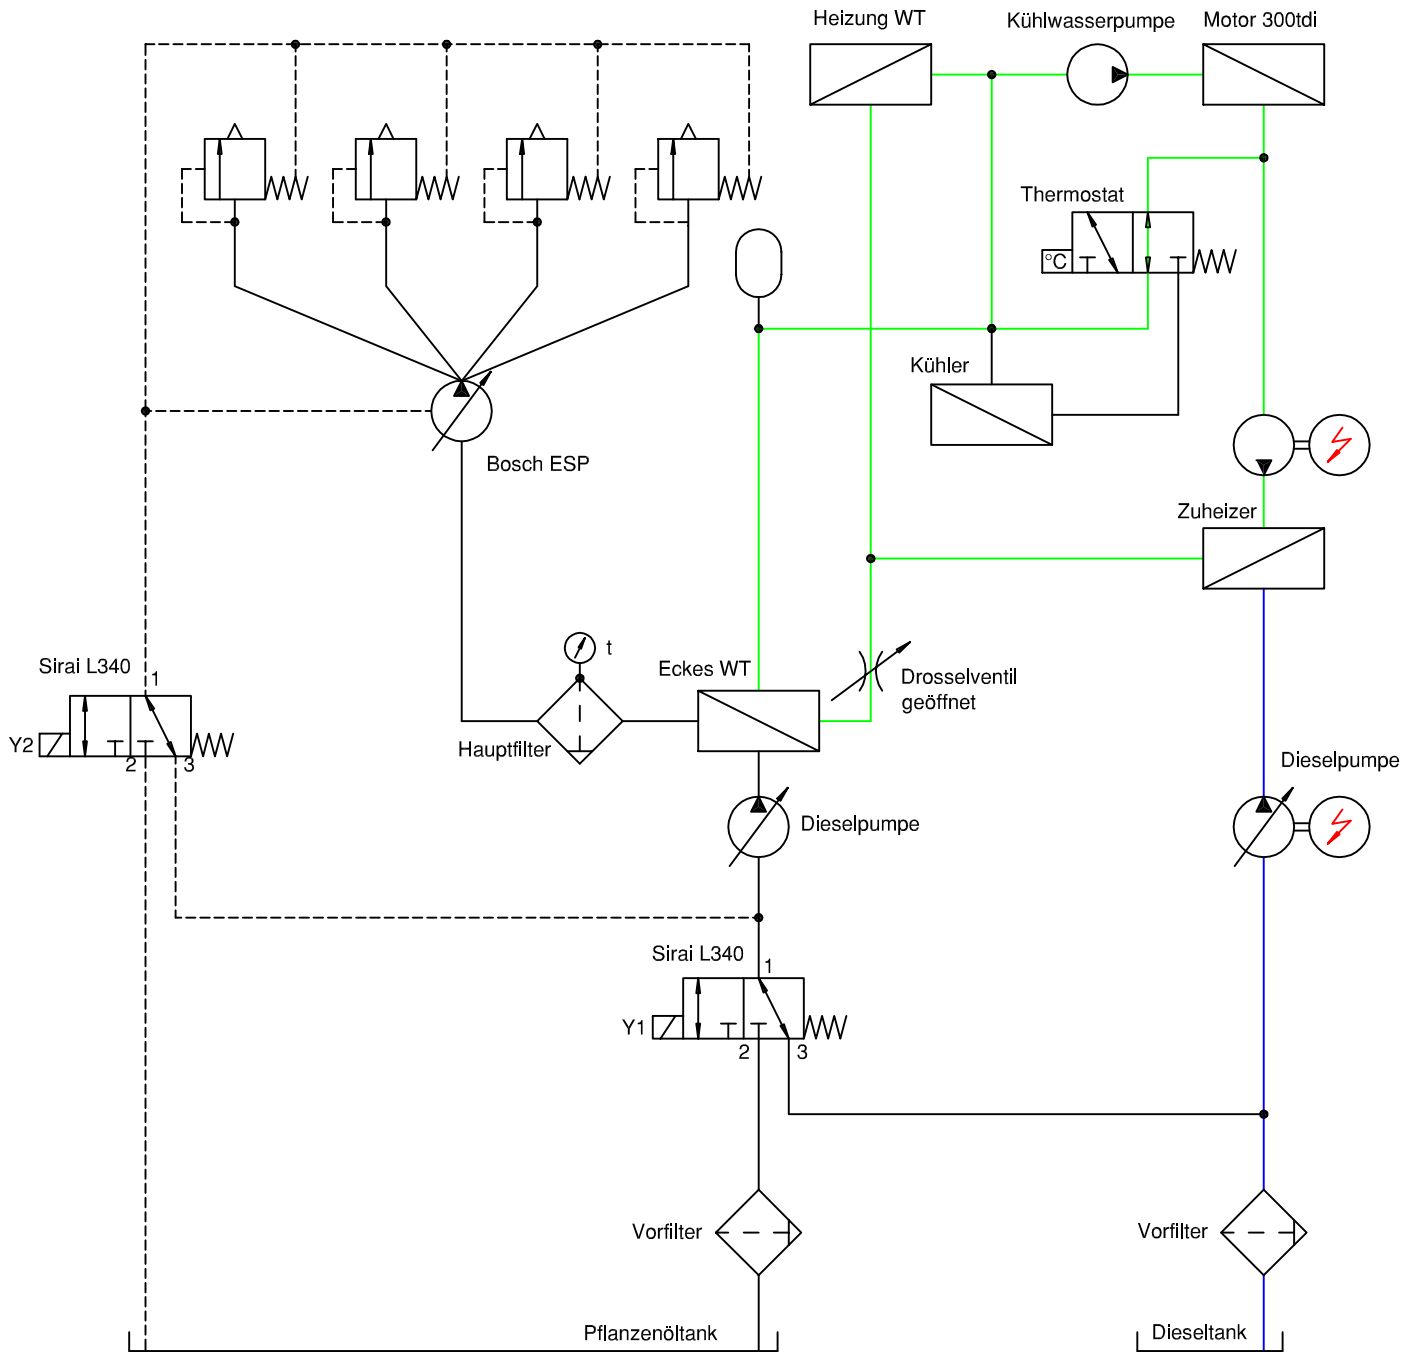 Heizung WT
Kühlwasserpumpe
Motor 300tdi
Thermostat
°C
Kühler
Bosch ESP
Zuheizer
Sirai L340
1
Y2
2
3
t
Hauptfilter
Eckes WT
Drosselventil
geöffnet
Dieselpumpe
Dieselpumpe
Sirai L340
1
Y1
2
3
Vorfilter
Vorfilter
Pflanzenöltank
Dieseltank